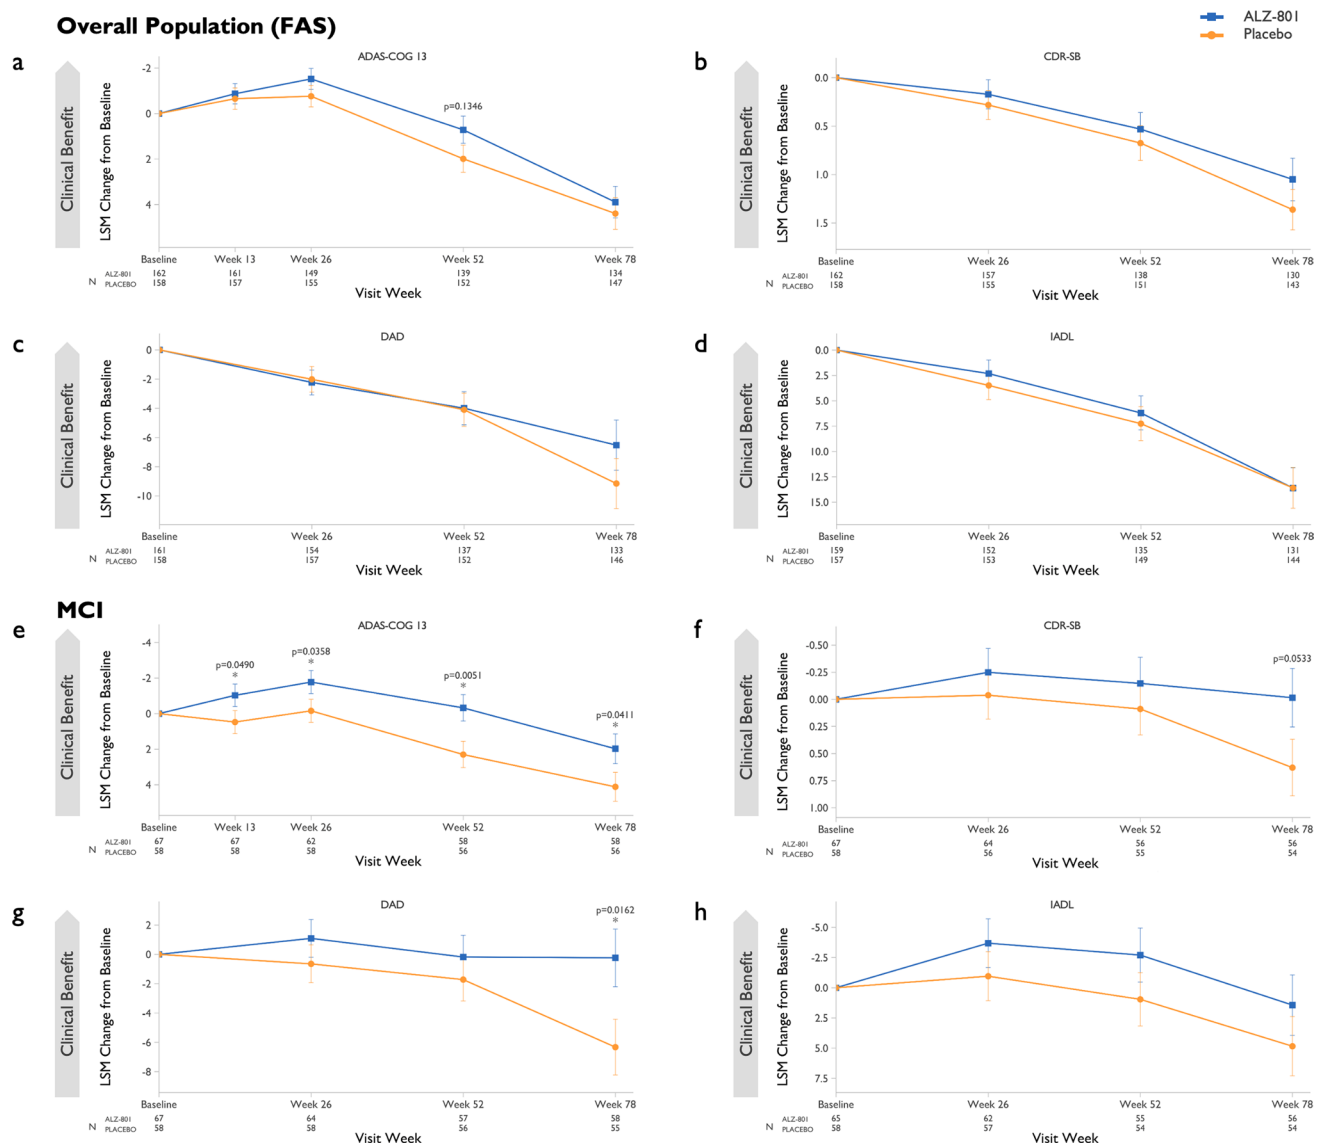 Overall Population (FAS)
ALZ-801
Placebo
a
ADAS-COG 13
Clinical Benefit
LSM Change from Baseline
-2
0
2
4
p=0.1346
Baseline Week 13 Week 26 Week 52 Week 78
N ALZ-801 162 161 149 139 134
PLACEBO 158 157 155 152 147
Visit Week
b
CDR-SB
Clinical Benefit
LSM Change from Baseline
0.0
0.5
1.0
1.5
Baseline Week 26 Week 52 Week 78
N ALZ-801 162 157 138 130
PLACEBO 158 155 151 143
Visit Week
c
DAD
Clinical Benefit
LSM Change from Baseline
0
-2
-4
-6
-8
-10
Baseline Week 26 Week 52 Week 78
N ALZ-801 161 154 137 133
PLACEBO 158 157 152 146
Visit Week
d
IADL
Clinical Benefit
LSM Change from Baseline
0.0
2.5
5.0
7.5
10.0
12.5
15.0
Baseline Week 26 Week 52 Week 78
N ALZ-801 159 152 135 131
PLACEBO 157 153 149 144
Visit Week
MCI
e
ADAS-COG 13
Clinical Benefit
LSM Change from Baseline
-4
-2
0
2
4
p=0.0490
*
p=0.0358
*
p=0.0051
*
p=0.0411
*
Baseline Week 13 Week 26 Week 52 Week 78
N ALZ-801 67 67 62 58 58
PLACEBO 58 58 58 56 56
Visit Week
f
CDR-SB
Clinical Benefit
LSM Change from Baseline
-0.50
-0.25
0.00
0.25
0.50
0.75
1.00
p=0.0533
Baseline Week 26 Week 52 Week 78
N ALZ-801 67 64 56 56
PLACEBO 58 56 55 54
Visit Week
g
DAD
Clinical Benefit
LSM Change from Baseline
2
0
-2
-4
-6
-8
p=0.0162
*
Baseline Week 26 Week 52 Week 78
N ALZ-801 67 64 57 58
PLACEBO 58 58 56 55
Visit Week
h
IADL
Clinical Benefit
LSM Change from Baseline
-5.0
-2.5
0.0
2.5
5.0
7.5
Baseline Week 26 Week 52 Week 78
N ALZ-801 65 62 55 56
PLACEBO 58 57 54 54
Visit Week